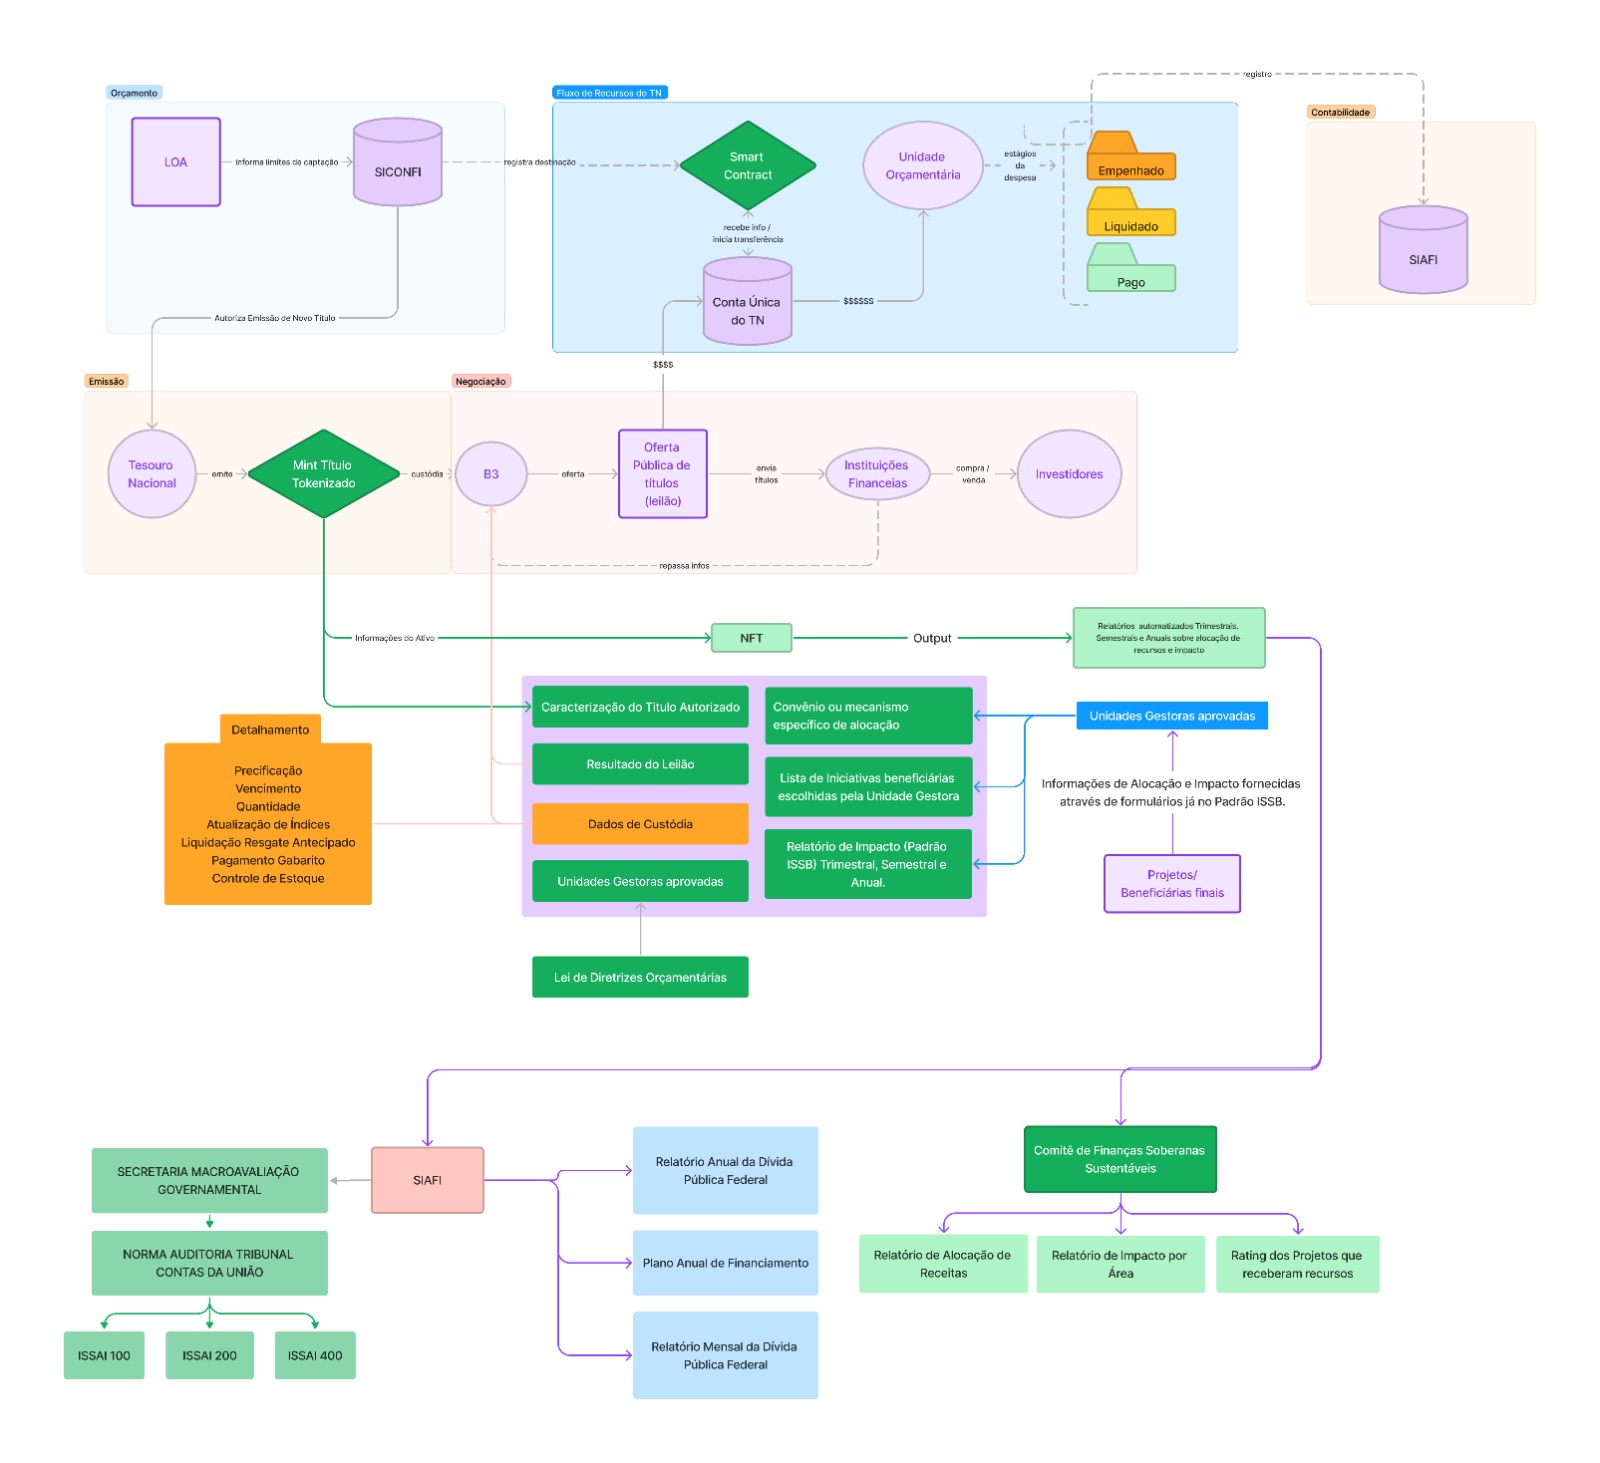 registro
Orçamento
Fluxo de Recursos do TN
Contabilidade
LOA
Informa limites da captação
SICONFI
registra destinação
Smart
Contract
Unidade
Orçamentária
estágios
da
despesa
Empenhado
Liquidado
Pago
SIAFI
recebe info /
inicia transferência
Conta Única
do TN
$$$$$$
Autoriza Emissão de Novo Título
$$$$
Emissão
Negociação
Tesouro
Nacional
emite
Mint Título
Tokenizado
custódia
B3
oferta
Oferta
Pública de
títulos
(leilão)
envia
títulos
Instituições
Financeias
compra /
venda
Investidores
repassa infos
Informações do Ativo
NFT
Output
Relatórios automatizados Trimestrais,
Semestrais e Anuais sobre alocação de
recursos e impacto
Caracterização do Titulo Autorizado
Resultado do Leilão
Dados de Custódia
Unidades Gestoras aprovadas
Convênio ou mecanismo
específico de alocação
Lista de Iniciativas beneficiárias
escolhidas pela Unidade Gestora
Relatório de Impacto (Padrão
ISSB) Trimestral, Semestral e
Anual.
Unidades Gestoras aprovadas
Informações de Alocação e Impacto fornecidas
através de formulários já no Padrão ISSB.
Projetos/
Beneficiárias finais
Detalhamento
Precificação
Vencimento
Quantidade
Atualização de Índices
Liquidação Resgate Antecipado
Pagamento Gabarito
Controle de Estoque
Lei de Diretrizes Orçamentárias
SECRETARIA MACROAVALIAÇÃO
GOVERNAMENTAL
NORMA AUDITORIA TRIBUNAL
CONTAS DA UNIÃO
ISSAI 100
ISSAI 200
ISSAI 400
SIAFI
Relatório Anual da Dívida
Pública Federal
Plano Anual de Financiamento
Relatório Mensal da Dívida
Pública Federal
Comitê de Finanças Soberanas
Sustentáveis
Relatório de Alocação de
Receitas
Relatório de Impacto por
Área
Rating dos Projetos que
receberam recursos